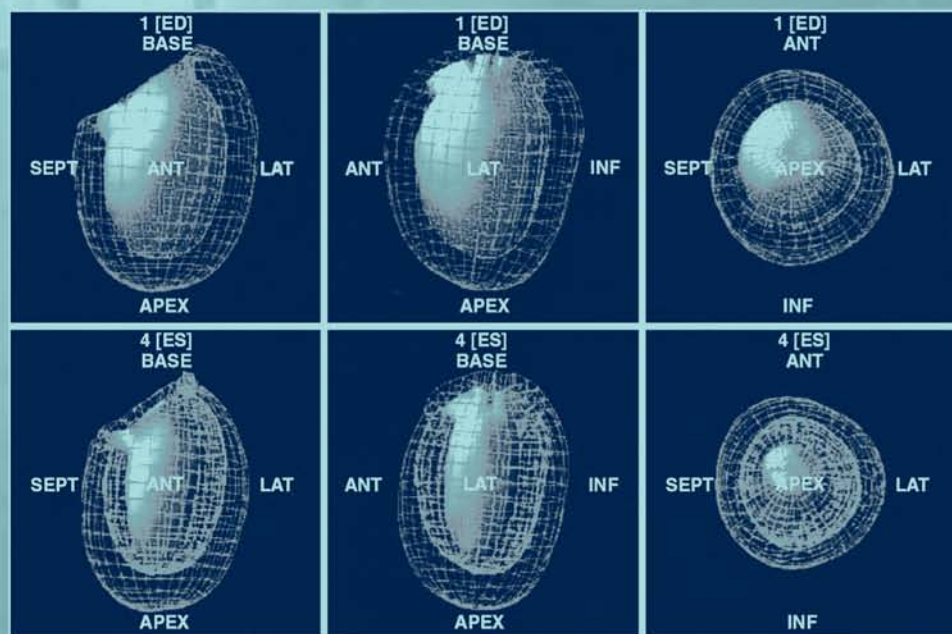 1 [ED]
BASE
SEPT ANT LAT
APEX
1 [ED]
BASE
ANT LAT INF
APEX
1 [ED]
ANT
SEPT APEX LAT
INF
4 [ES]
BASE
SEPT ANT LAT
APEX
4 [ES]
BASE
ANT LAT INF
APEX
4 [ES]
ANT
SEPT APEX LAT
INF